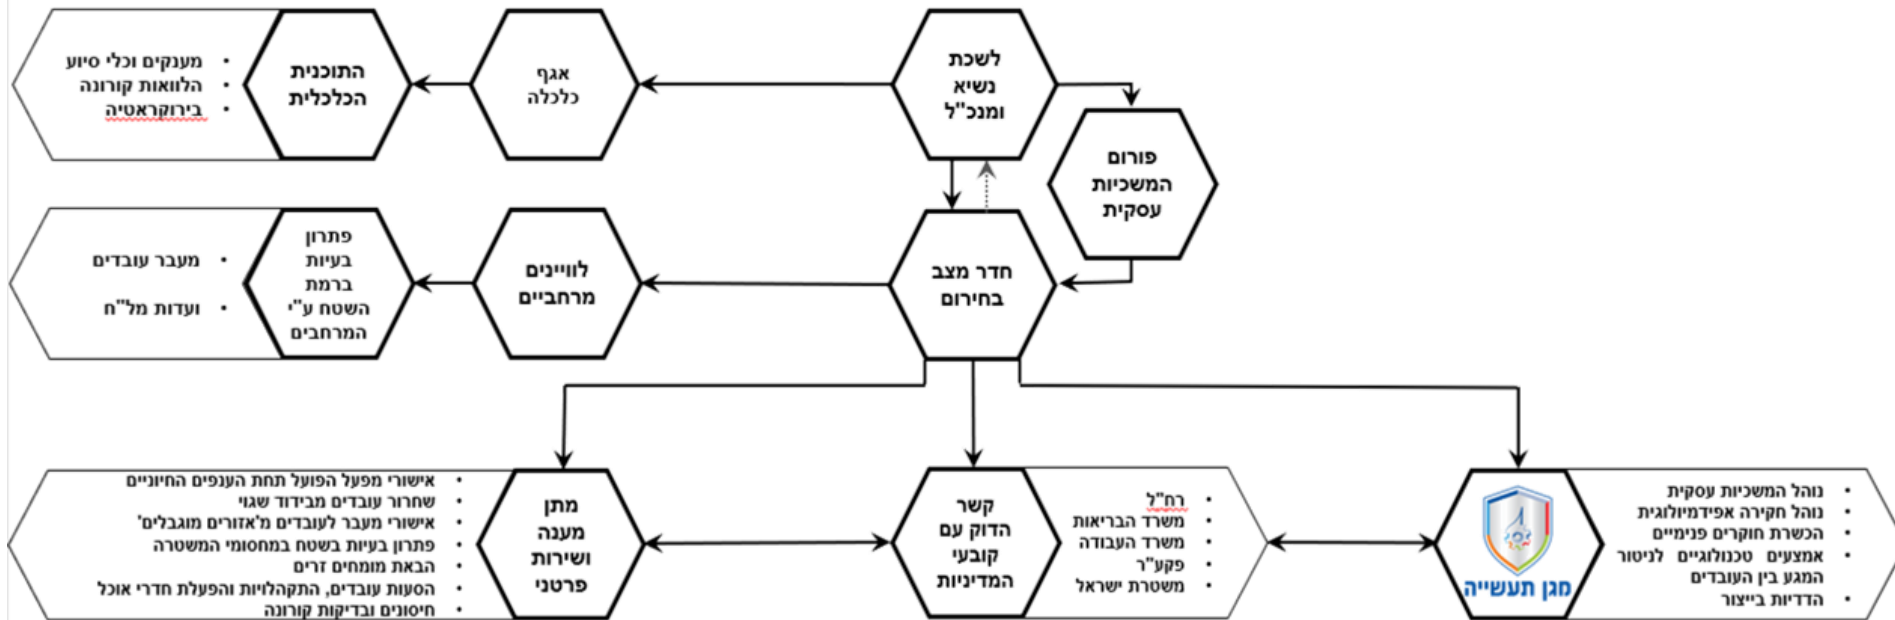 לשכת
נשיא
ומנכ"ל
אגף
כלכלה
התוכנית
הכלכלית
• מענקים וכלי סיוע
• הלוואות קורונה
• בירוקראטיה
פורום
המשכיות
עסקית
חדר מצב
בחירום
לוויינים
מרחביים
פתרון
בעיות
ברמת
השטח ע"י
המרחבים
• מעבר עובדים
• ועדות מל"ח
• נוהל המשכיות עסקית
• נוהל חקירה אפידמיולוגית
• הכשרת חוקרים פנימיים
• אמצעים טכנולוגיים לניטור
המגע בין העובדים
• הדדיות בייצור
מגן תעשייה
• רח"ל
• משרד הבריאות
• משרד העבודה
• פקע"ר
• משטרת ישראל
קשר
הדוק עם
קובעי
המדיניות
מתן
מענה
ושירות
פרטני
• אישורי מפעל הפועל תחת הענפים החיוניים
• שחרור עובדים מבידוד שגוי
• אישורי מעבר לעובדים מ'אזורים מוגבלים'
• פתרון בעיות בשטח במחסומי המשטרה
• הבאת מומחים זרים
• הסעות עובדים, התקהלויות והפעלת חדרי אוכל
• חיסונים ובדיקות קורונה